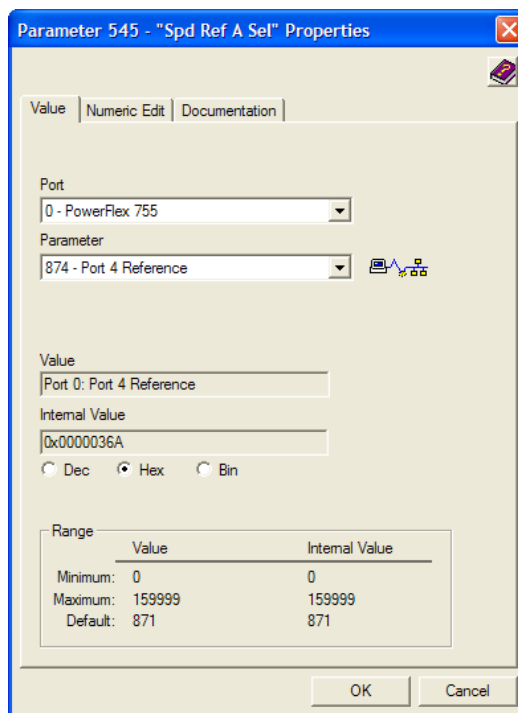 Parameter 545 - "Spd Ref A Sel" Properties
Value Numeric Edit Documentation
Port
0 - PowerFlex 755
Parameter
874 - Port 4 Reference
Value
Port 0: Port 4 Reference
Internal Value
0x0000036A
Dec Hex Bin
Range
Value Internal Value
Minimum: 0 0
Maximum: 159999 159999
Default: 871 871
OK Cancel